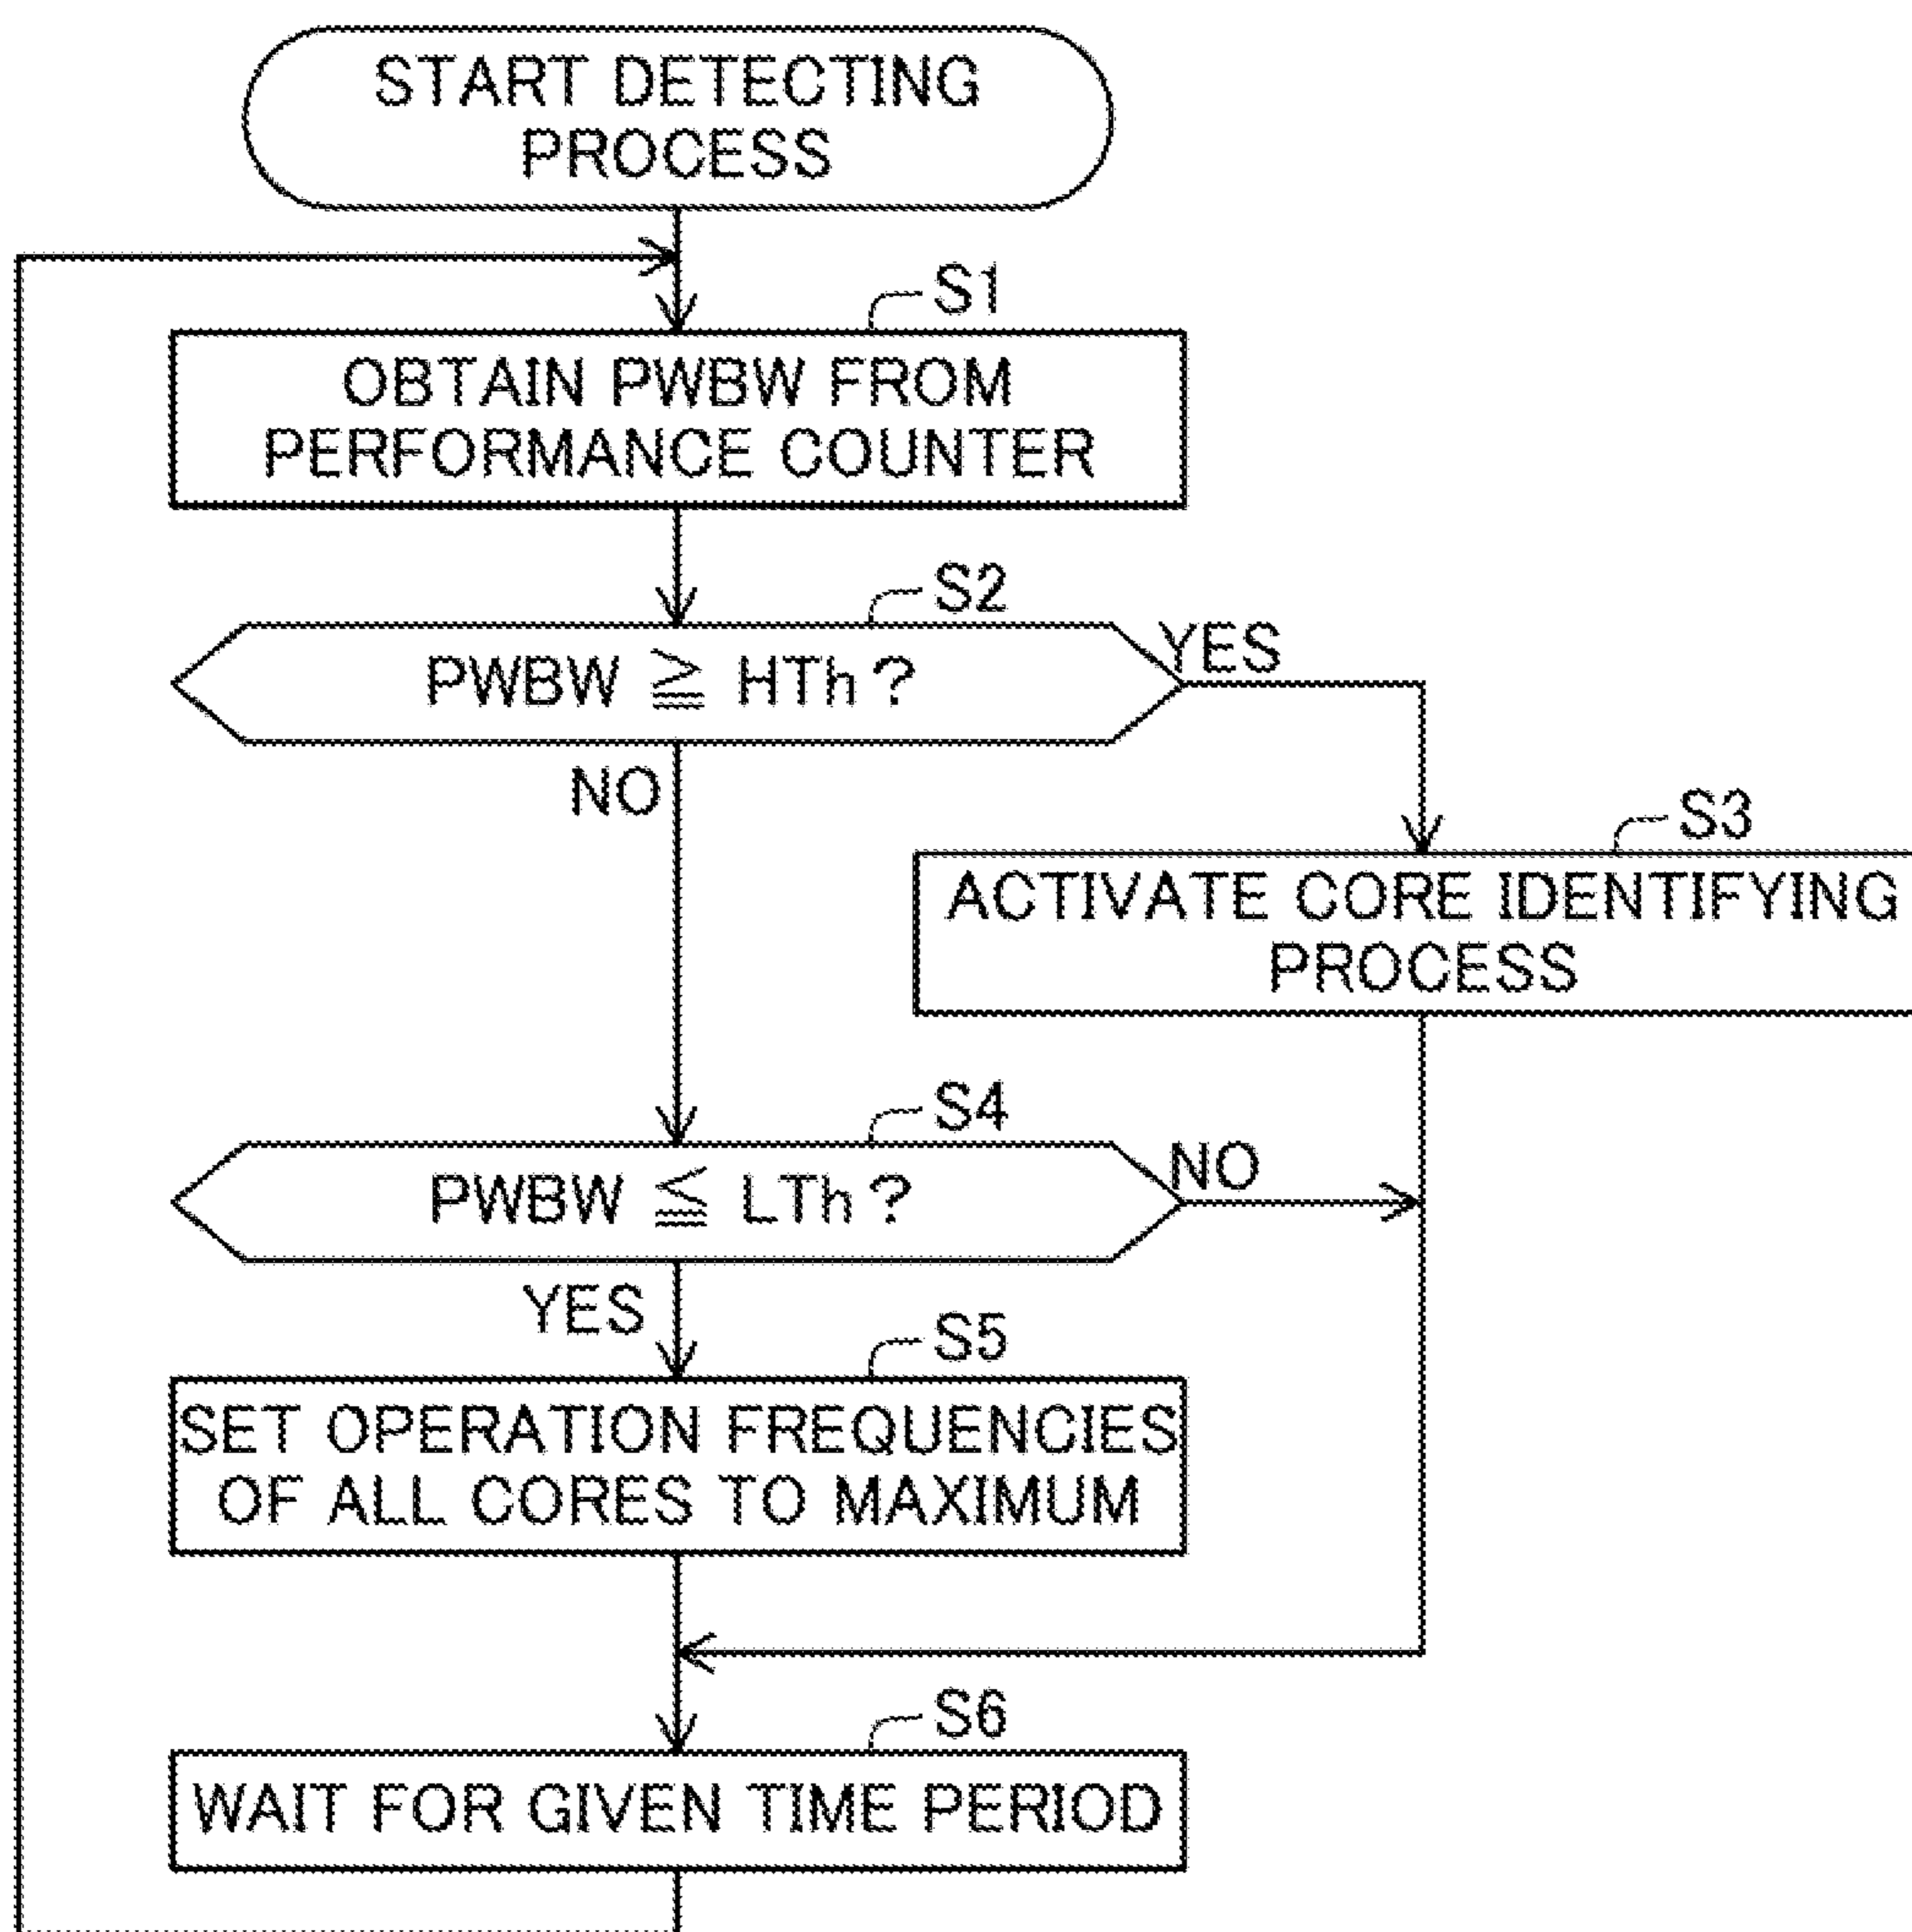 START DETECTING
PROCESS
S1
OBTAIN PWBW FROM
PERFORMANCE COUNTER
S2
PWBW ≧ HTh?
YES
NO
S3
ACTIVATE CORE IDENTIFYING
PROCESS
S4
PWBW ≦ LTh?
NO
YES
S5
SET OPERATION FREQUENCIES
OF ALL CORES TO MAXIMUM
S6
WAIT FOR GIVEN TIME PERIOD